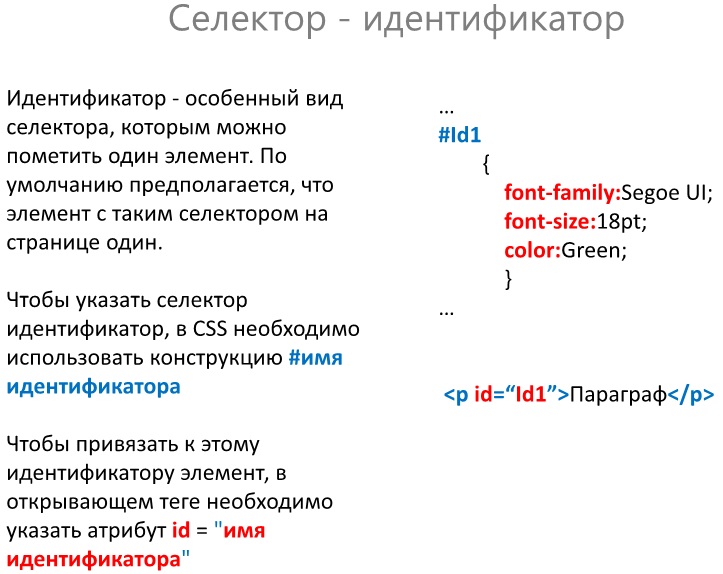 Селектор - идентификатор
Идентификатор - особенный вид
селектора, которым можно
пометить один элемент. По
умолчанию предполагается, что
элемент с таким селектором на
странице один.
Чтобы указать селектор
идентификатор, в CSS необходимо
использовать конструкцию #имя
идентификатора
Чтобы привязать к этому
идентификатору элемент, в
открывающем теге необходимо
указать атрибут id = "имя
идентификатора"
...
#Id1
{
font-family:Segoe UI;
font-size:18pt;
color:Green;
}
...
<p id=“Id1”>Параграф</p>